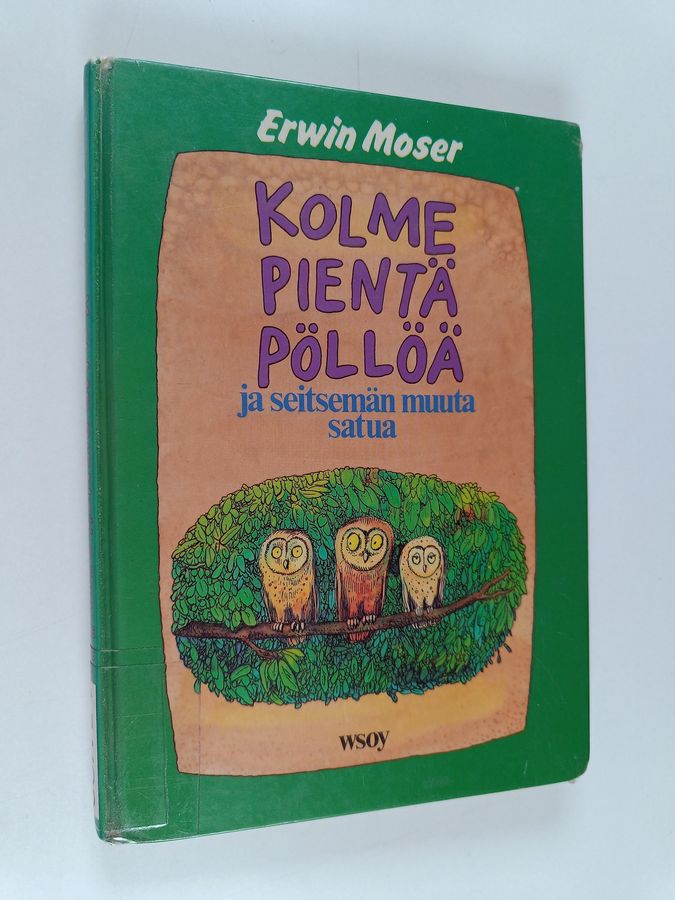 Erwin Moser
KOLME
PIENTÄ
PÖLLÖÄ
ja seitsemän muuta
satua
wsoy